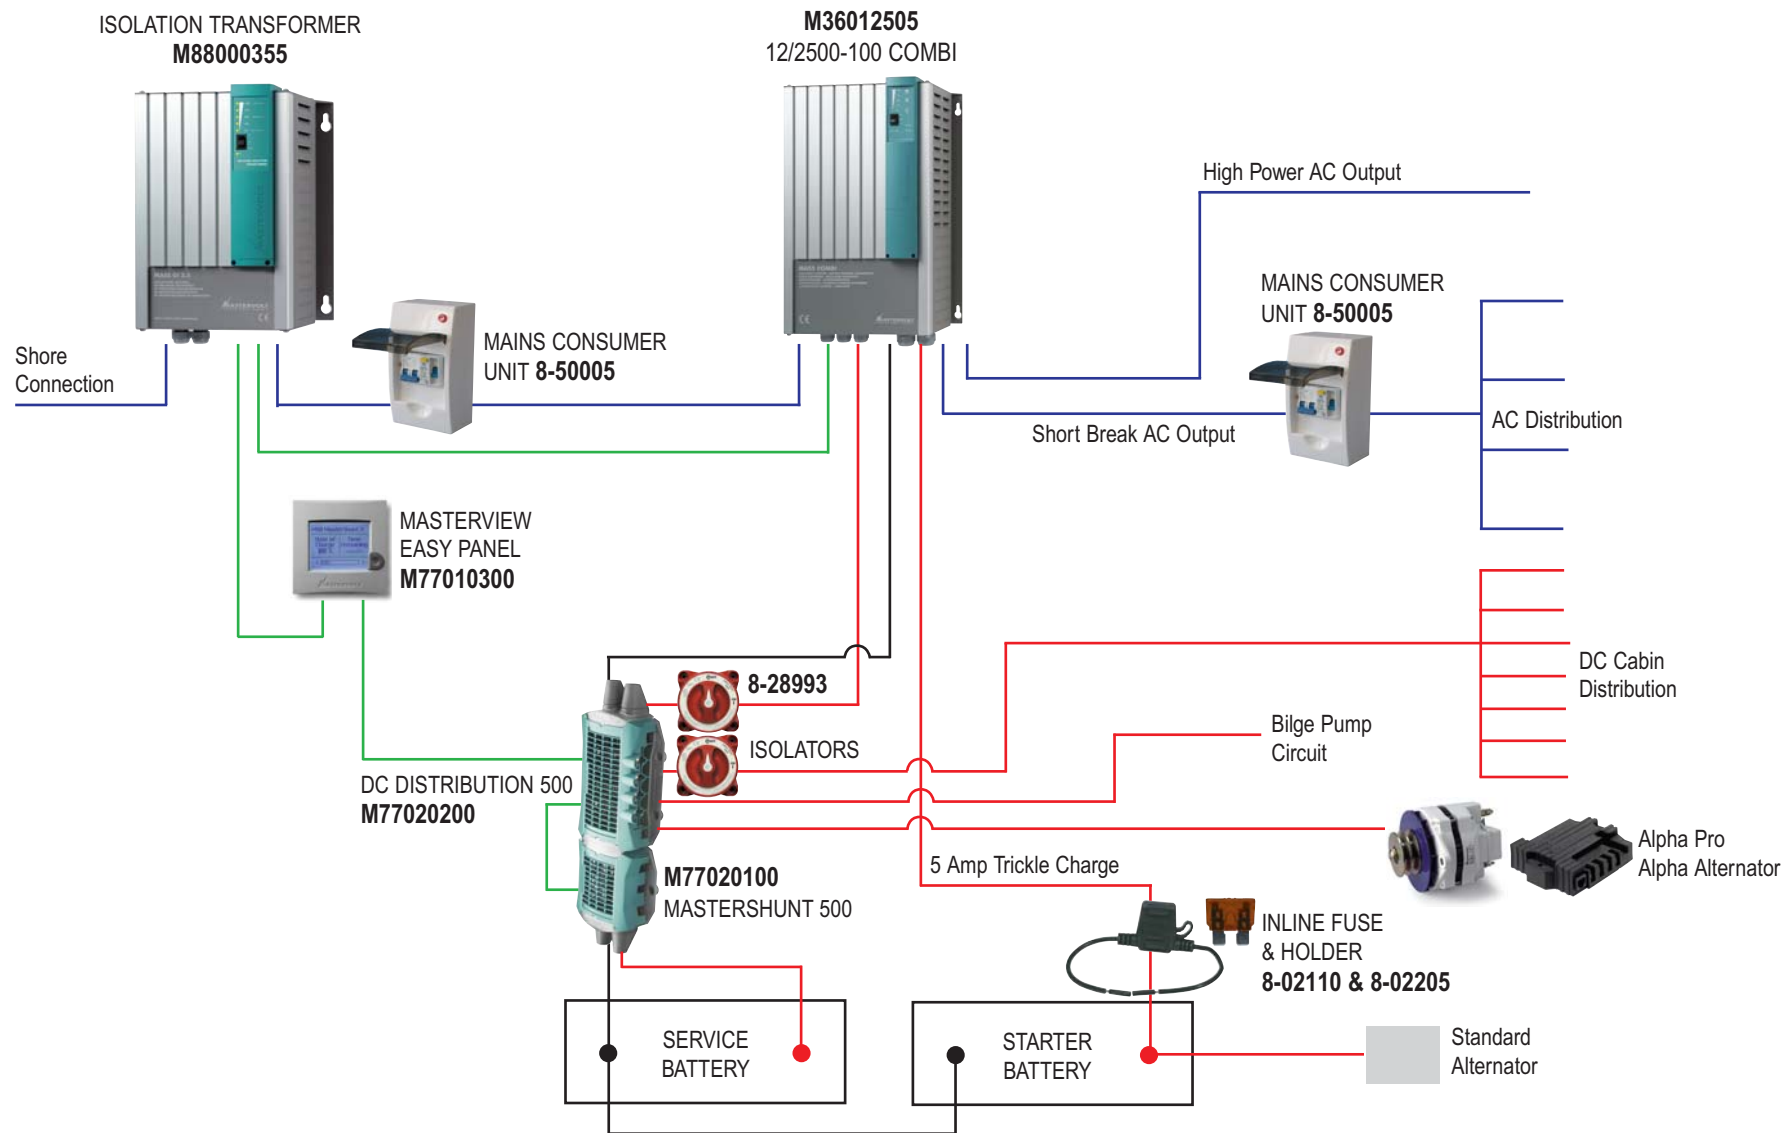 ISOLATION TRANSFORMER
M88000355
M36012505
12/2500-100 COMBI
High Power AC Output
MAINS CONSUMER
UNIT 8-50005
Shore
Connection
MAINS CONSUMER
UNIT 8-50005
Short Break AC Output
AC Distribution
MASTERVIEW
EASY PANEL
M77010300
8-28993
ISOLATORS
DC Cabin
Distribution
Bilge Pump
Circuit
DC DISTRIBUTION 500
M77020200
M77020100
MASTERSHUNT 500
5 Amp Trickle Charge
Alpha Pro
Alpha Alternator
INLINE FUSE
& HOLDER
8-02110 & 8-02205
SERVICE
BATTERY
STARTER
BATTERY
Standard
Alternator